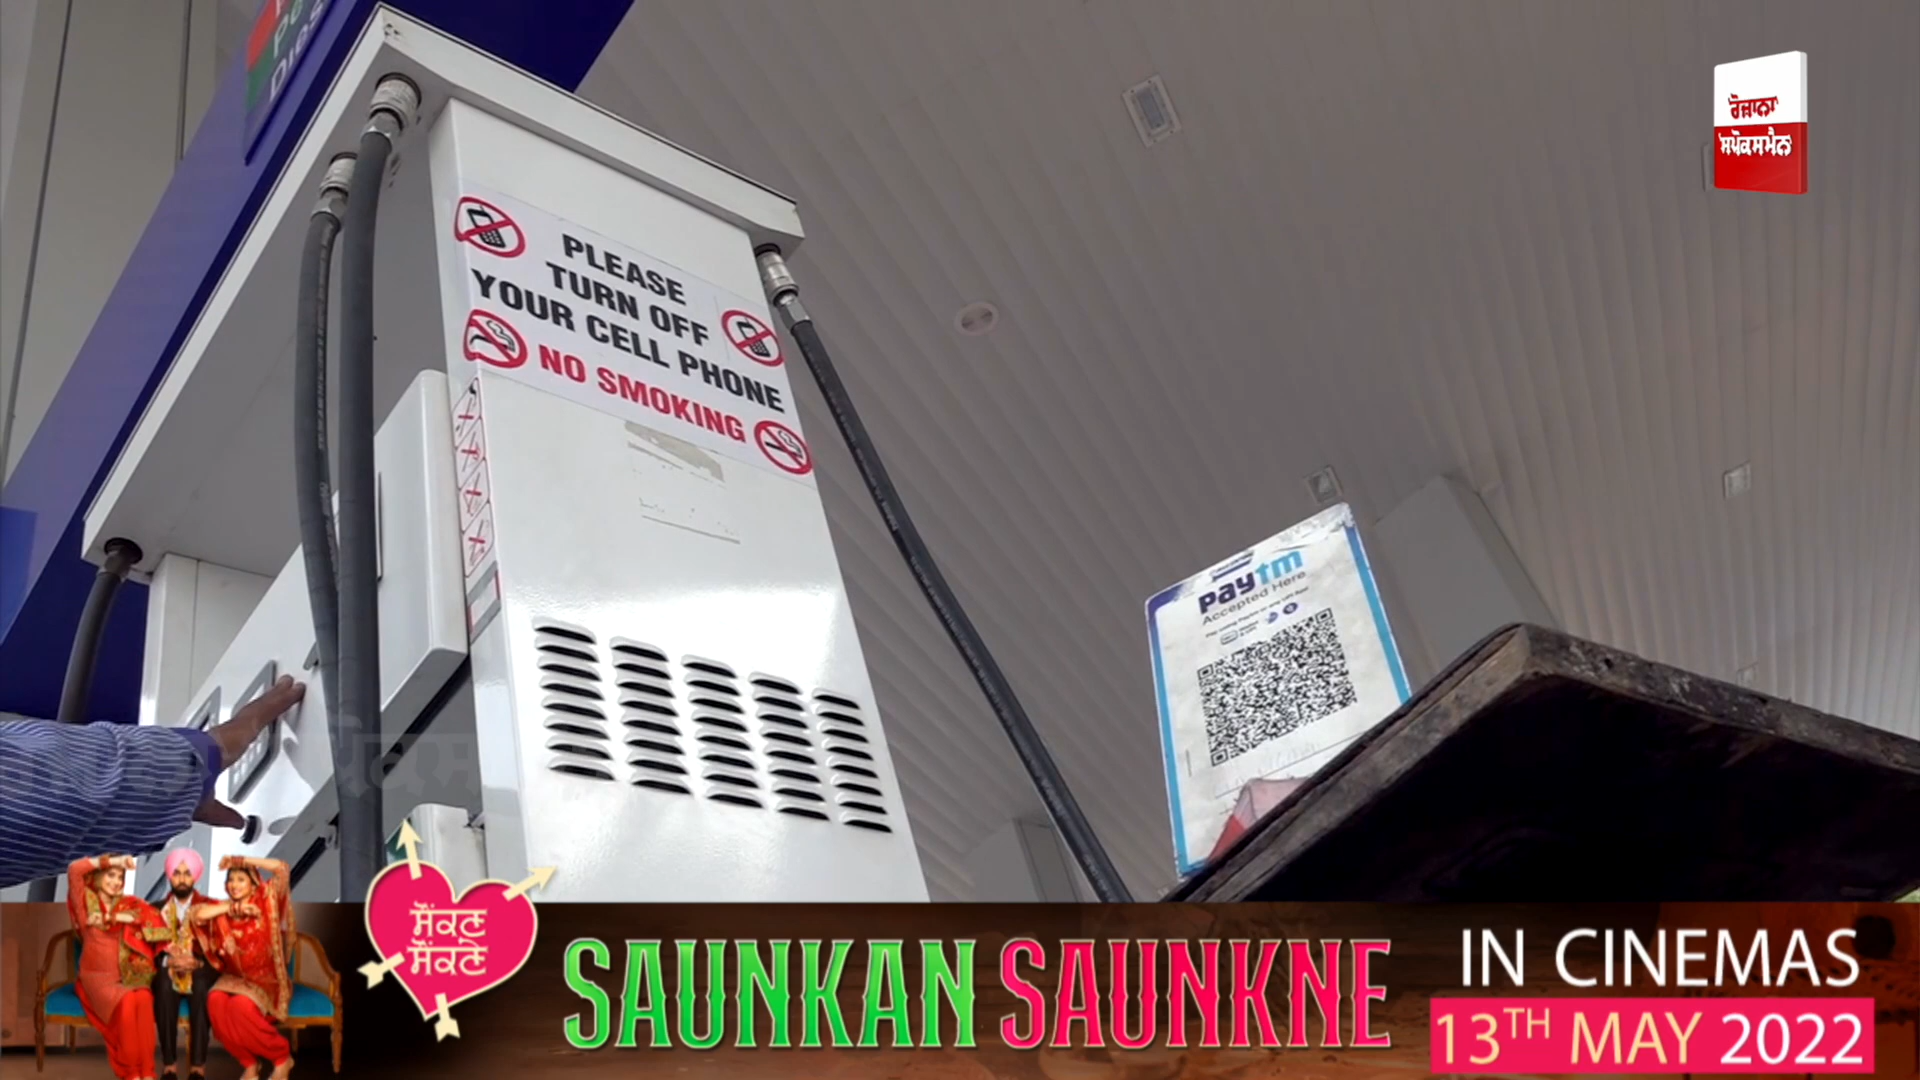 Diesel
ਰੋਜ਼ਾਨਾ
ਸਪੋਕਸਮੈਨ
PLEASE
TURN OFF
YOUR CELL PHONE
NO SMOKING
paytm
Accepted Here
ਸੌਂਕਣ
ਸੌਂਕਣੇ
SAUNKAN SAUNKNE
IN CINEMAS
13TH MAY 2022